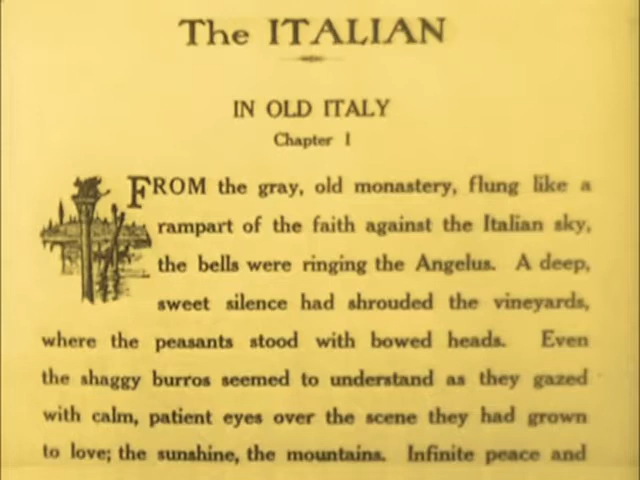 The ITALIAN
IN OLD ITALY
Chapter I
FROM the gray, old monastery, flung like a
rampart of the faith against the Italian sky,
the bells were ringing the Angelus. A deep,
sweet silence had shrouded the vineyards,
where the peasants stood with bowed heads. Even
the shaggy burros seemed to understand as they gazed
with calm, patient eyes over the scene they had grown
to love; the sunshine, the mountains. Infinite peace and